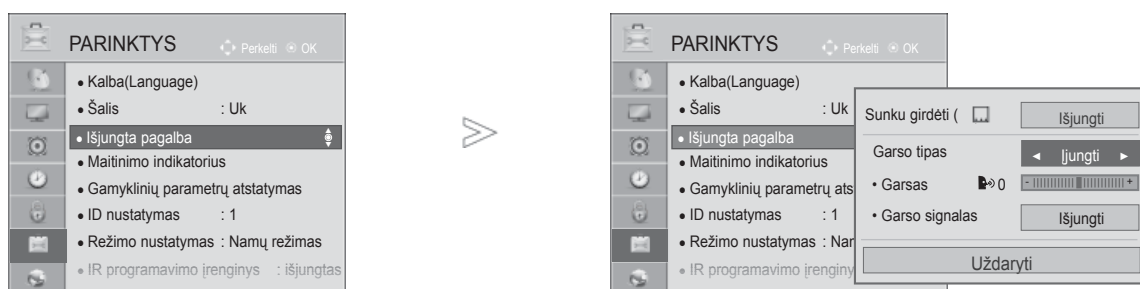 PARINKTYS Perkelti OK
• Kalba(Language)
• Šalis : Uk
• Išjungta pagalba
• Maitinimo indikatorius
• Gamyklinių parametrų atstatymas
• ID nustatymas : 1
• Režimo nustatymas : Namų režimas
• IR programavimo įrenginys : išjungtas
PARINKTYS Perkelti OK
• Kalba(Language)
• Šalis : Uk
• Išjungta pagalba
• Maitinimo indikatorius
• Gamyklinių parametrų ats
• ID nustatymas : 1
• Režimo nustatymas : Nar
• IR programavimo įrenginy
Sunku girdėti ( Išjungti
Garso tipas ◄ Įjungti ►
• Garsas 0 - +
• Garso signalas Išjungti
Uždaryti